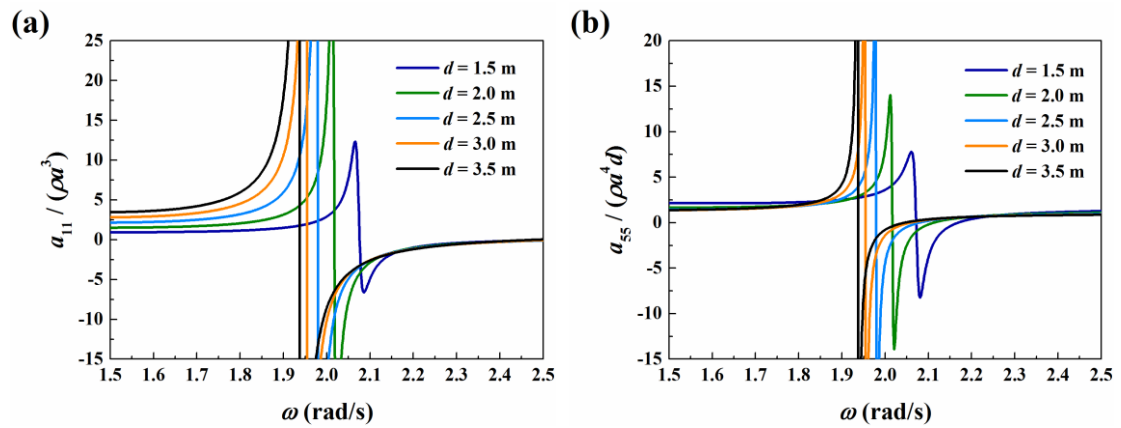 (a)
25
20
15
10
5
0
-5
-10
-15
a₁₁ / (ρa³)
d = 1.5 m
d = 2.0 m
d = 2.5 m
d = 3.0 m
d = 3.5 m
1.5 1.6 1.7 1.8 1.9 2.0 2.1 2.2 2.3 2.4 2.5
ω (rad/s)
(b)
20
15
10
5
0
-5
-10
-15
a₅₅ / (ρa⁴d)
d = 1.5 m
d = 2.0 m
d = 2.5 m
d = 3.0 m
d = 3.5 m
1.5 1.6 1.7 1.8 1.9 2.0 2.1 2.2 2.3 2.4 2.5
ω (rad/s)